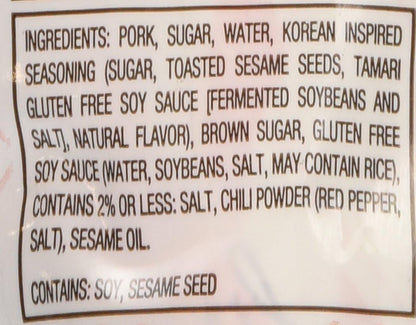 INGREDIENTS: PORK, SUGAR, WATER, KOREAN INSPIRED
SEASONING (SUGAR, TOASTED SESAME SEEDS, TAMARI
GLUTEN FREE SOY SAUCE [FERMENTED SOYBEANS AND
SALT], NATURAL FLAVOR), BROWN SUGAR, GLUTEN FREE
SOY SAUCE (WATER, SOYBEANS, SALT, MAY CONTAIN RICE),
CONTAINS 2% OR LESS: SALT, CHILI POWDER (RED PEPPER,
SALT), SESAME OIL.
CONTAINS: SOY, SESAME SEED